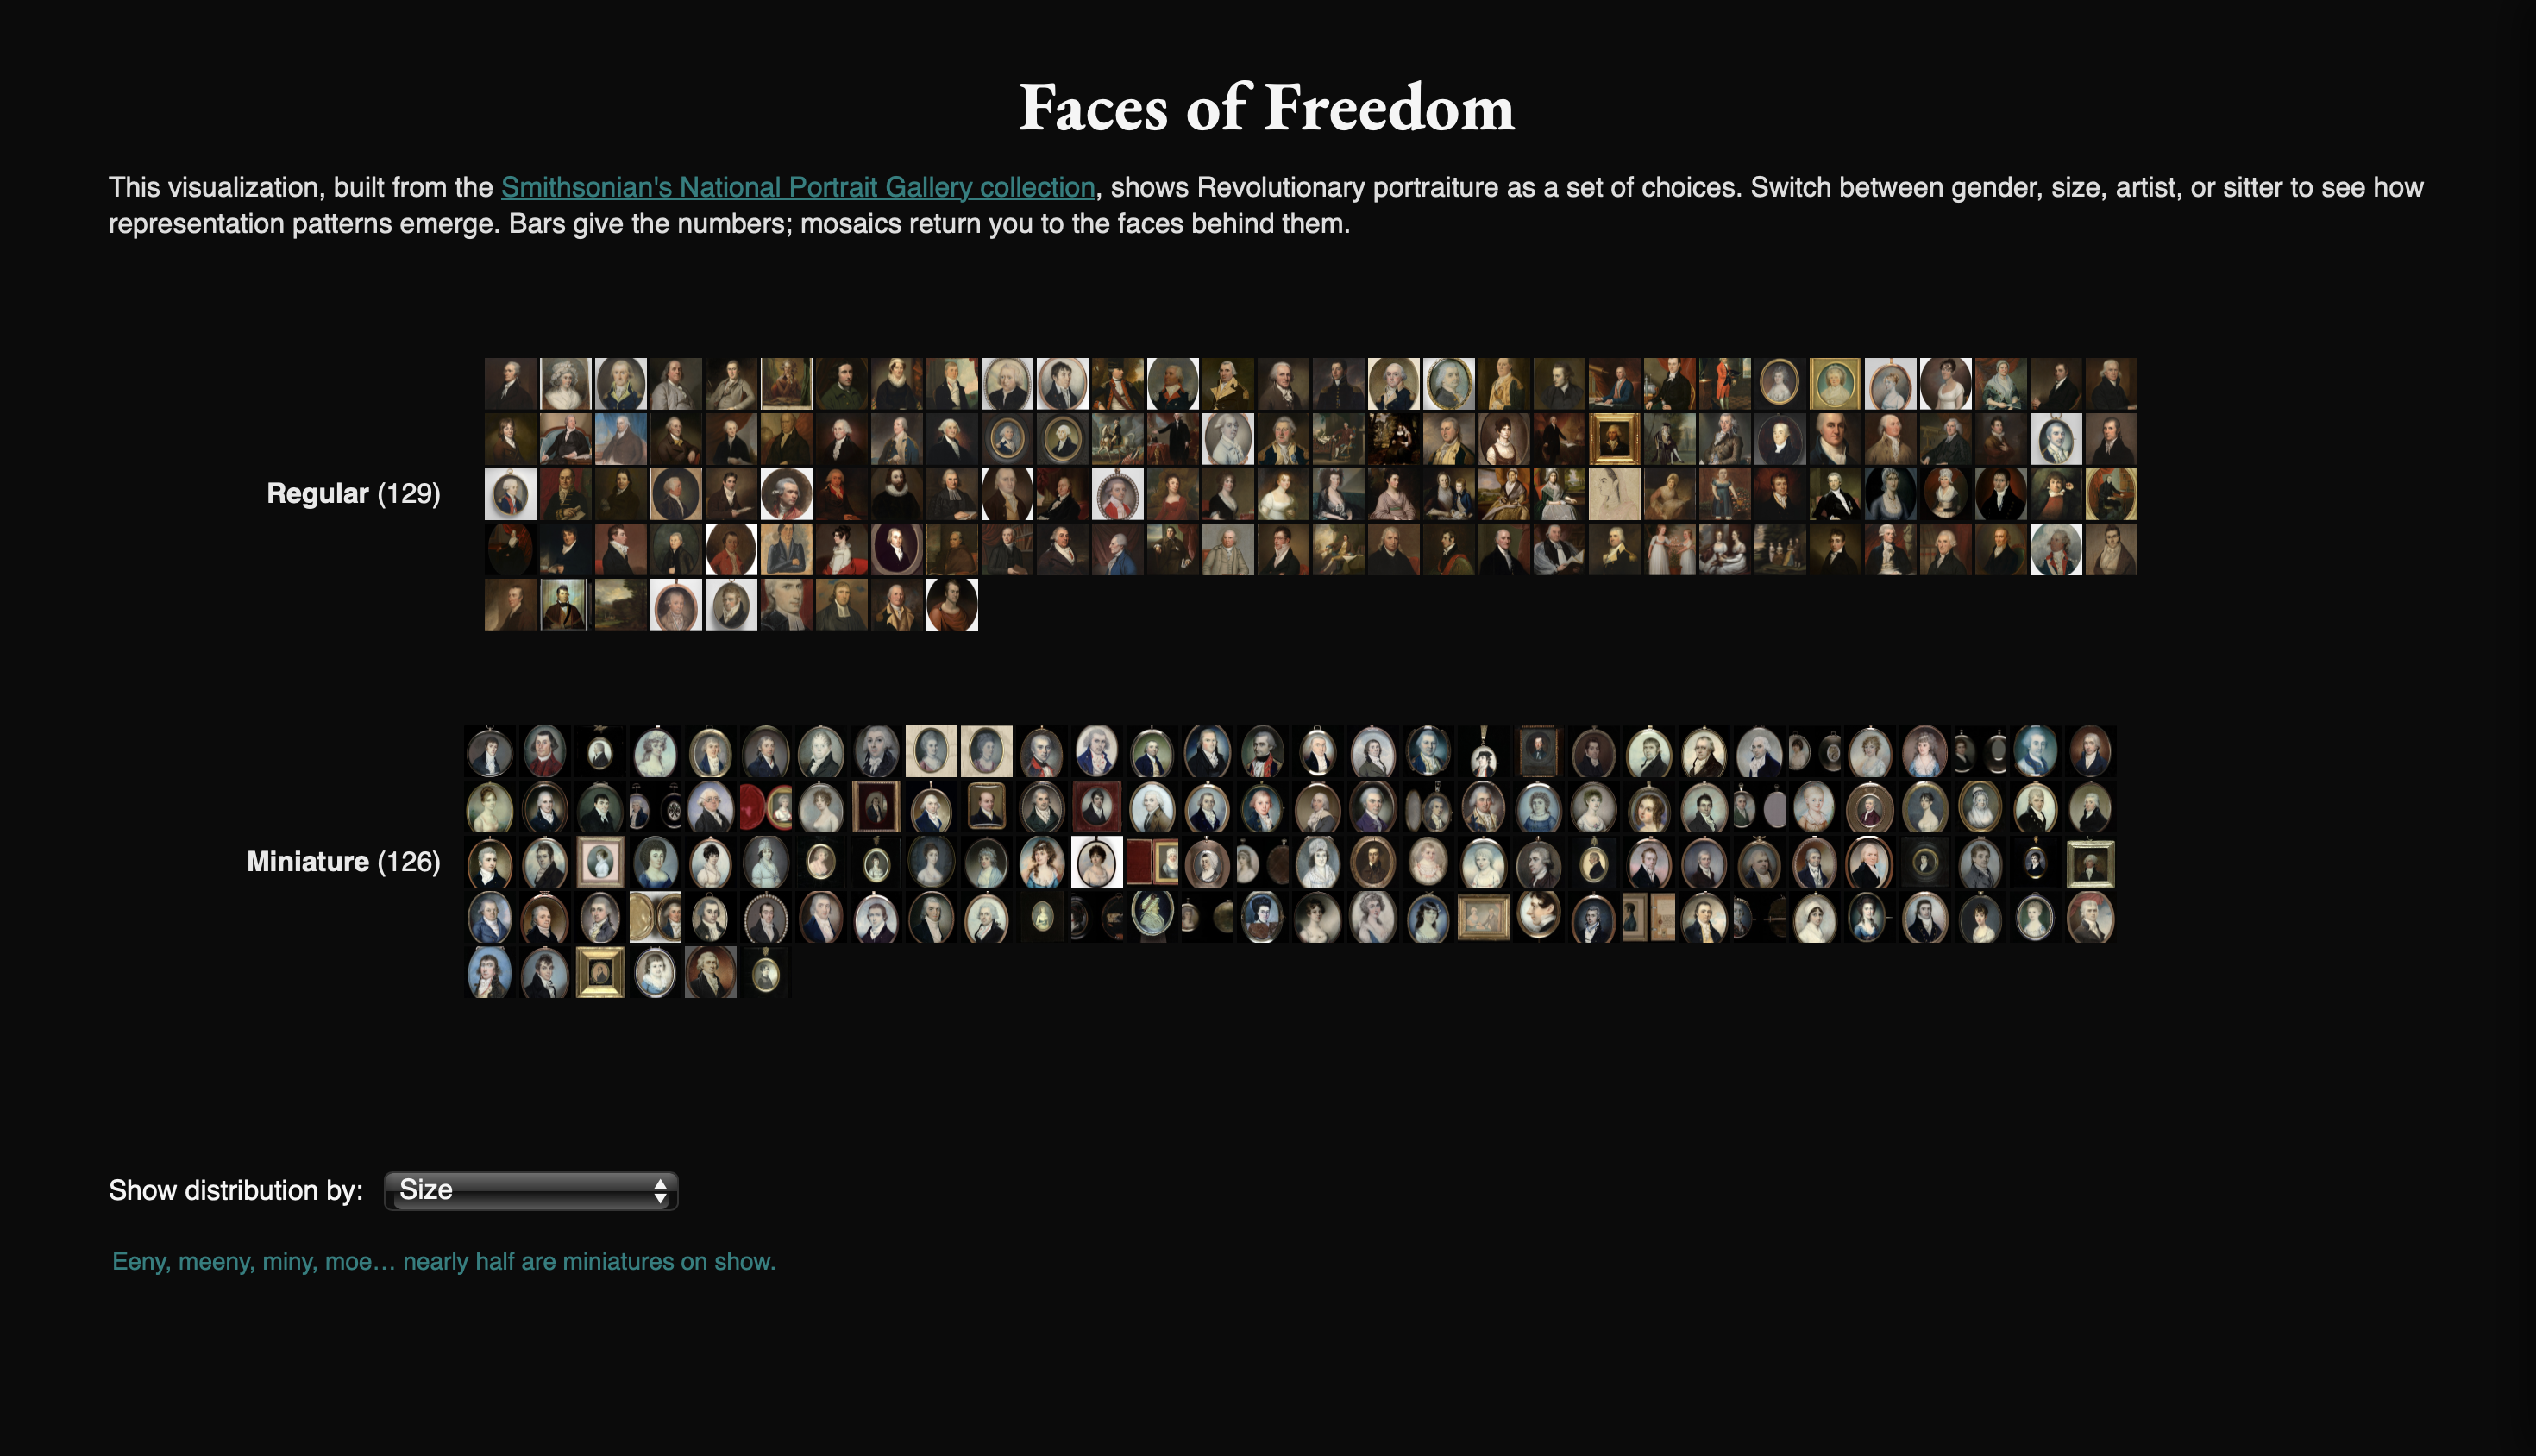 Faces of Freedom
This visualization, built from the Smithsonian's National Portrait Gallery collection, shows Revolutionary portraiture as a set of choices. Switch between gender, size, artist, or sitter to see how
representation patterns emerge. Bars give the numbers; mosaics return you to the faces behind them.
Regular (129)
Miniature (126)
Show distribution by: Size
Eeny, meeny, miny, moe… nearly half are miniatures on show.